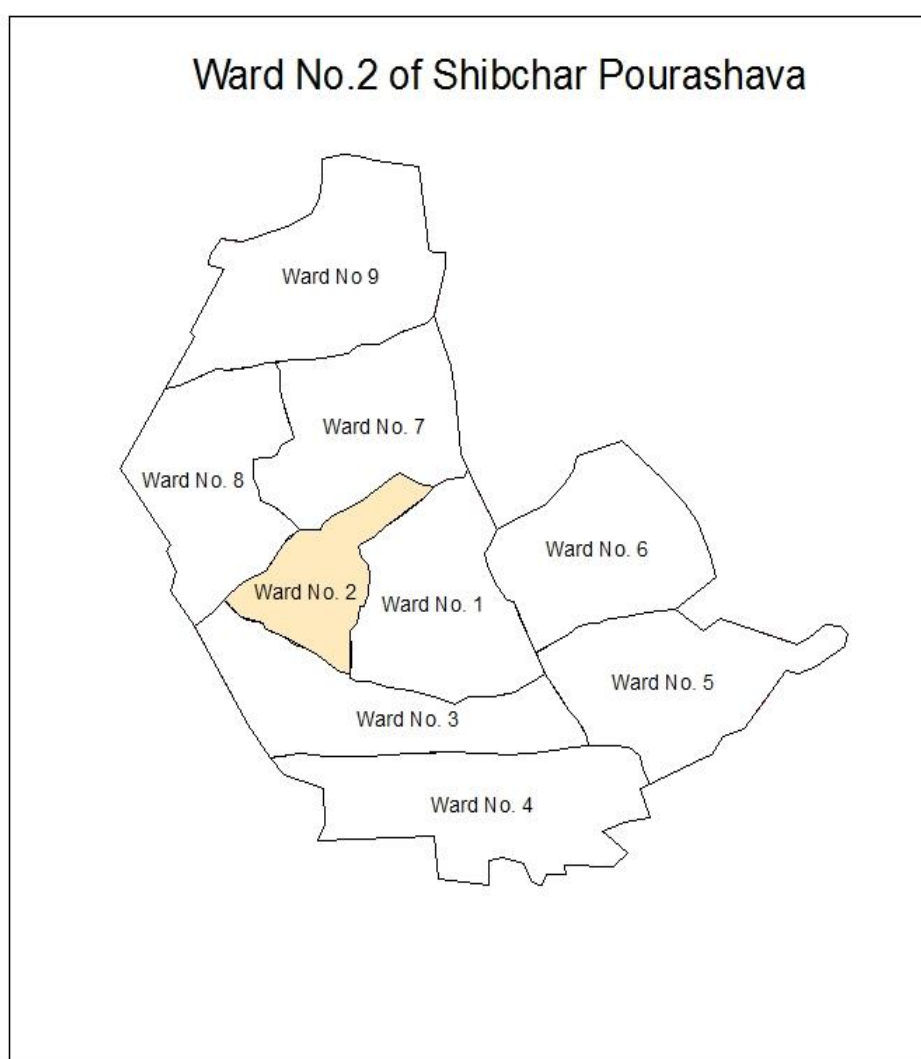 Ward No.2 of Shibchar Pourashava
Ward No 9
Ward No. 7
Ward No. 8
Ward No. 6
Ward No. 2
Ward No. 1
Ward No. 5
Ward No. 3
Ward No. 4